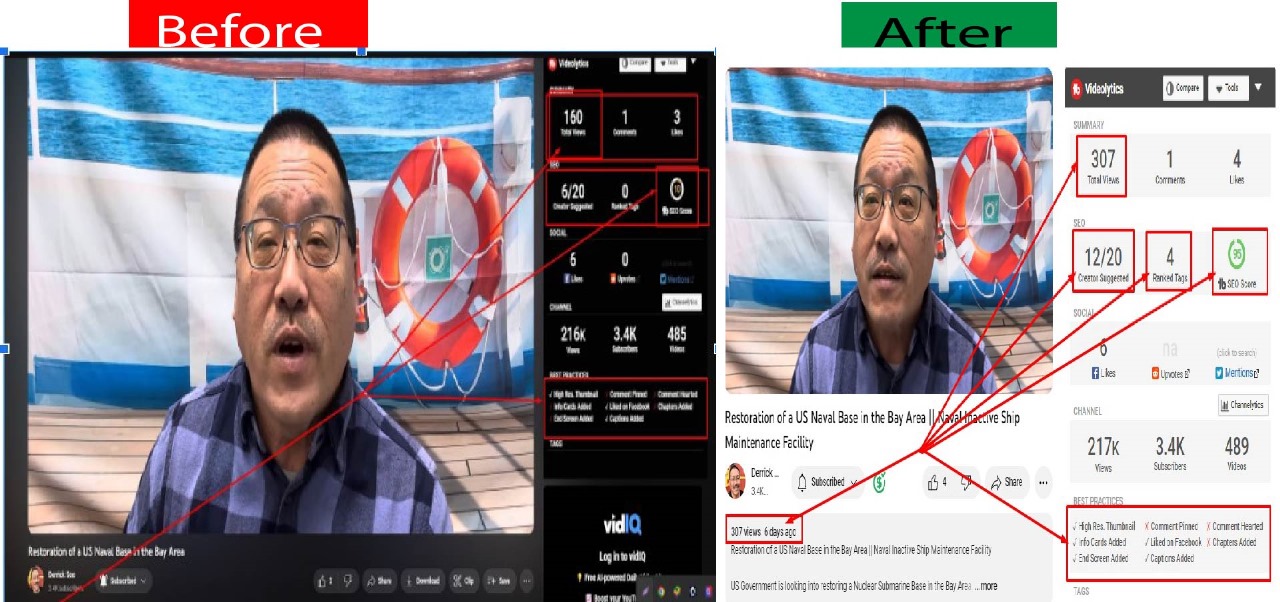 Before
Videolytics
Compare
Tools
SUMMARY
160 1 3
Total Views Comments Likes
SEO
6/20 0 10
Creator Suggested Ranked Tags SEO Score
SOCIAL
6 0 (click to search)
Likes Upvotes Mentions
CHANNEL
Channelytics
216K 3.4K 485
Views Subscribers Videos
BEST PRACTICES
√ High Res. Thumbnail √ Comment Pinned Comment Hearted
Info Cards Added √ Liked on Facebook Chapters Added
End Screen Added √ Captions Added
TAGS
vidIQ
Log in to vidIQ
Free AI-powered Daily
Boost your YouT
Restoration of a US Naval Base in the Bay Area
Derrick Soo
3.4K subscribers
Subscribed
3
Share
Download
Clip
Save
...
After
Videolytics
Compare
Tools
SUMMARY
307 1 4
Total Views Comments Likes
SEO
12/20 4 95
Creator Suggested Ranked Tags SEO Score
SOCIAL
6 na (click to search)
Likes Upvotes Mentions
CHANNEL
Channelytics
217K 3.4K 489
Views Subscribers Videos
BEST PRACTICES
√ High Res. Thumbnail X Comment Pinned X Comment Hearted
√ Info Cards Added √ Liked on Facebook X Chapters Added
√ End Screen Added √ Captions Added
TAGS
Restoration of a US Naval Base in the Bay Area || Naval Inactive Ship
Maintenance Facility
Derrick ...
3.4K...
Subscribed
4
Share
...
307 views 6 days ago
Restoration of a US Naval Base in the Bay Area || Naval Inactive Ship Maintenance Facility
US Government is looking into restoring a Nuclear Submarine Base in the Bay Area ...more